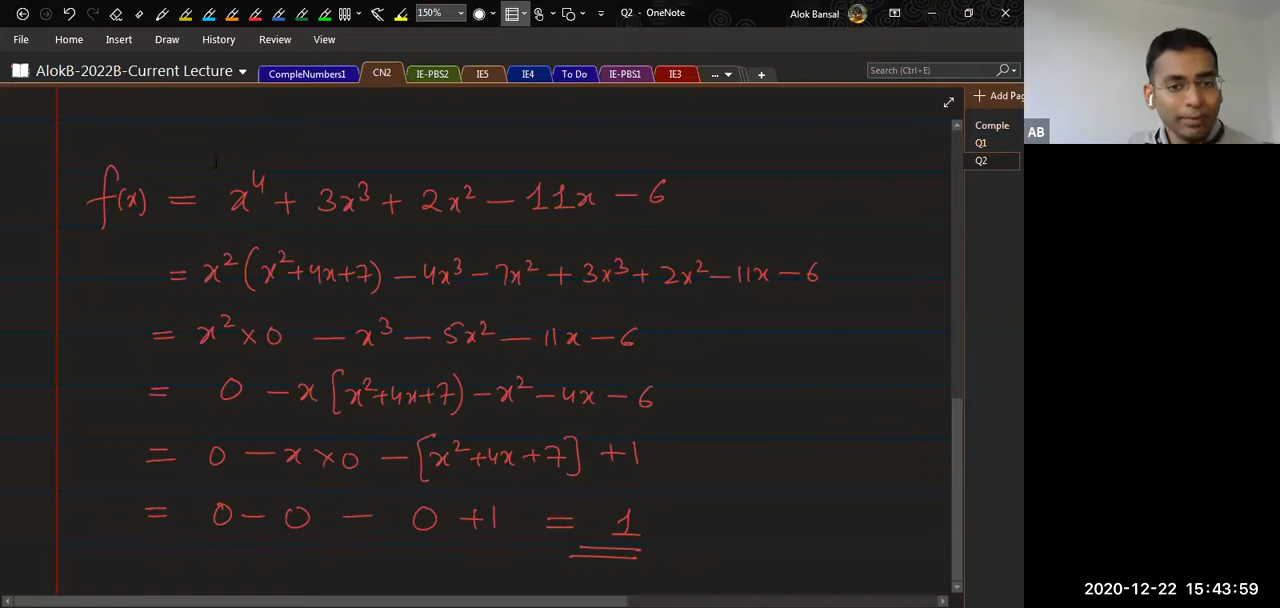 150%
Q2 - OneNote
Alok Bansal
File Home Insert Draw History Review View
AlokB-2022B-Current Lecture
CompleNumbers1 CN2 IE-PBS2 IE5 IE4 To Do IE-PBS1 IE3 ...
Search (Ctrl+E)
Add Pag
Comple
Q1
Q2
AB
f(x) = x⁴ + 3x³ + 2x² - 11x - 6
= x² (x² + 4x + 7) - 4x³ - 7x² + 3x³ + 2x² - 11x - 6
= x² × 0 - x³ - 5x² - 11x - 6
= 0 - x [x² + 4x + 7) - x² - 4x - 6
= 0 - x × 0 - [x² + 4x + 7] + 1
= 0 - 0 - 0 + 1 = 1
2020-12-22 15:43:59